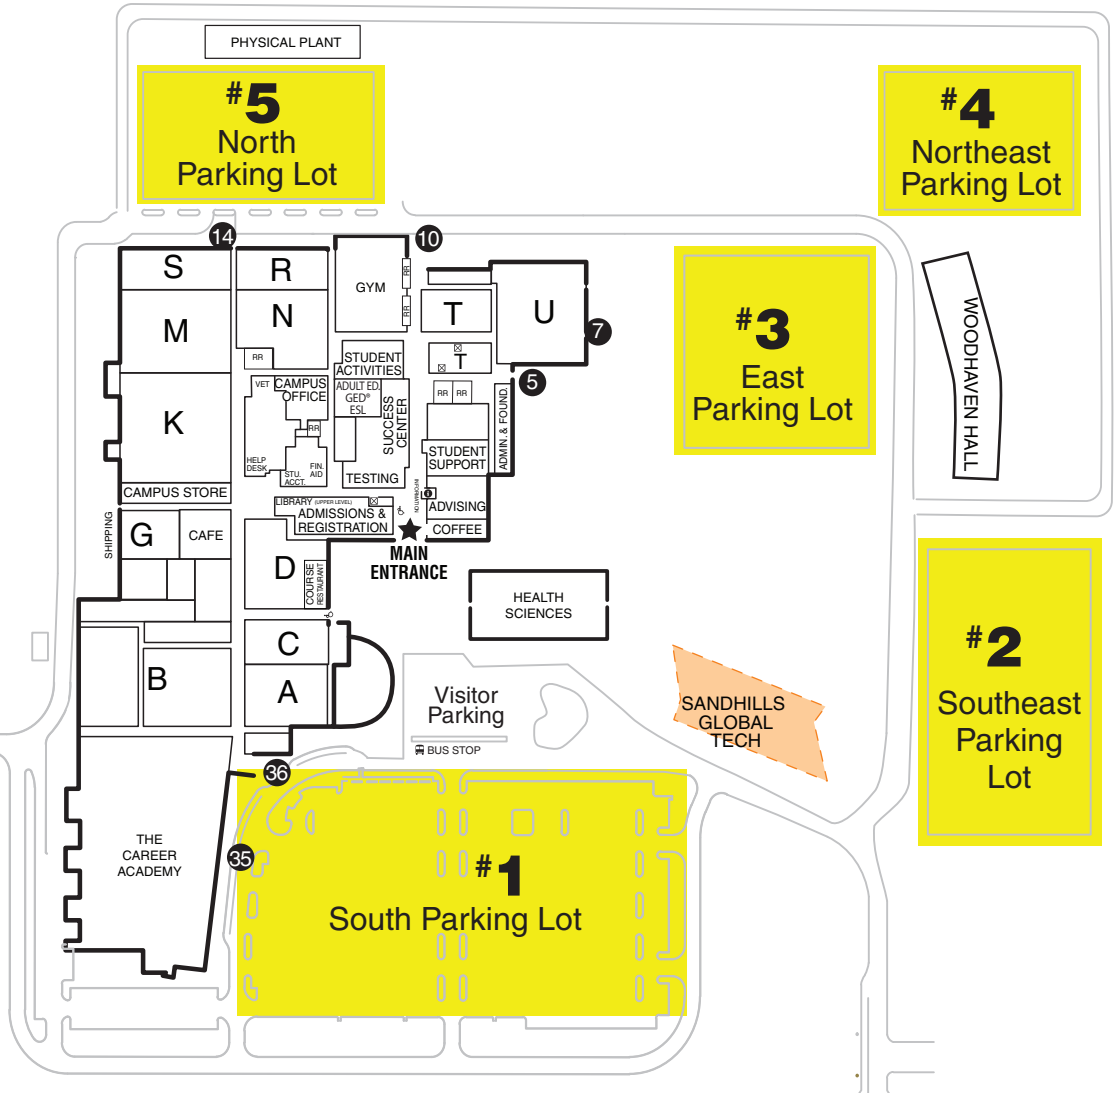 PHYSICAL PLANT
#5
North
Parking Lot
#4
Northeast
Parking Lot
14
10
S
R
GYM
RR
RR
M
N
T
U
7
#3
East
Parking Lot
WOODHAVEN HALL
RR
STUDENT
ACTIVITIES
T
5
VET
CAMPUS
OFFICE
ADULT ED.
GED®
ESL
SUCCESS
CENTER
RR
RR
ADMIN. & FOUND.
K
RR
HELP
DESK
STU.
ACCT.
FIN.
AID
TESTING
STUDENT
SUPPORT
CAMPUS STORE
LIBRARY (UPPER LEVEL)
ADMISSIONS &
REGISTRATION
INFORMATION
i
ADVISING
COFFEE
SHIPPING
G
CAFE
MAIN
ENTRANCE
D
COURSE
RESTAURANT
HEALTH
SCIENCES
#2
Southeast
Parking
Lot
C
B
A
Visitor
Parking
BUS STOP
SANDHILLS
GLOBAL
TECH
36
THE
CAREER
ACADEMY
35
#1
South Parking Lot